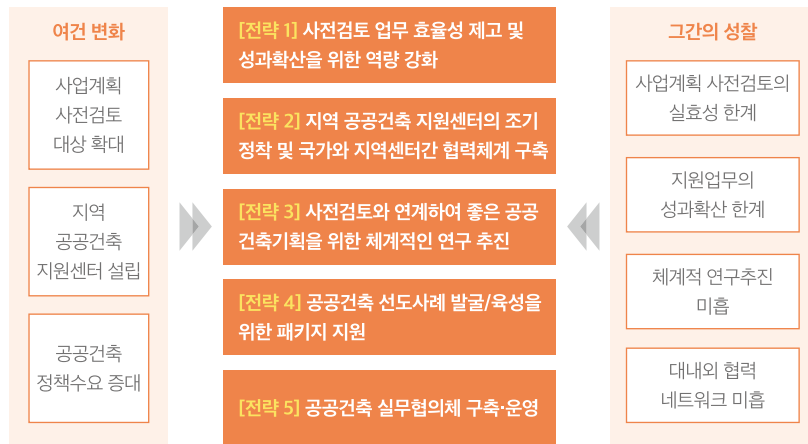 여건 변화
사업계획
사전검토
대상 확대
지역
공공건축
지원센터 설립
공공건축
정책수요 증대
[전략 1] 사전검토 업무 효율성 제고 및
성과확산을 위한 역량 강화
[전략 2] 지역 공공건축 지원센터의 조기
정착 및 국가와 지역센터간 협력체계 구축
[전략 3] 사전검토와 연계하여 좋은 공공
건축기획을 위한 체계적인 연구 추진
[전략 4] 공공건축 선도사례 발굴/육성을
위한 패키지 지원
[전략 5] 공공건축 실무협의체 구축·운영
그간의 성찰
사업계획 사전검토의
실효성 한계
지원업무의
성과확산 한계
체계적 연구추진
미흡
대내외 협력
네트워크 미흡